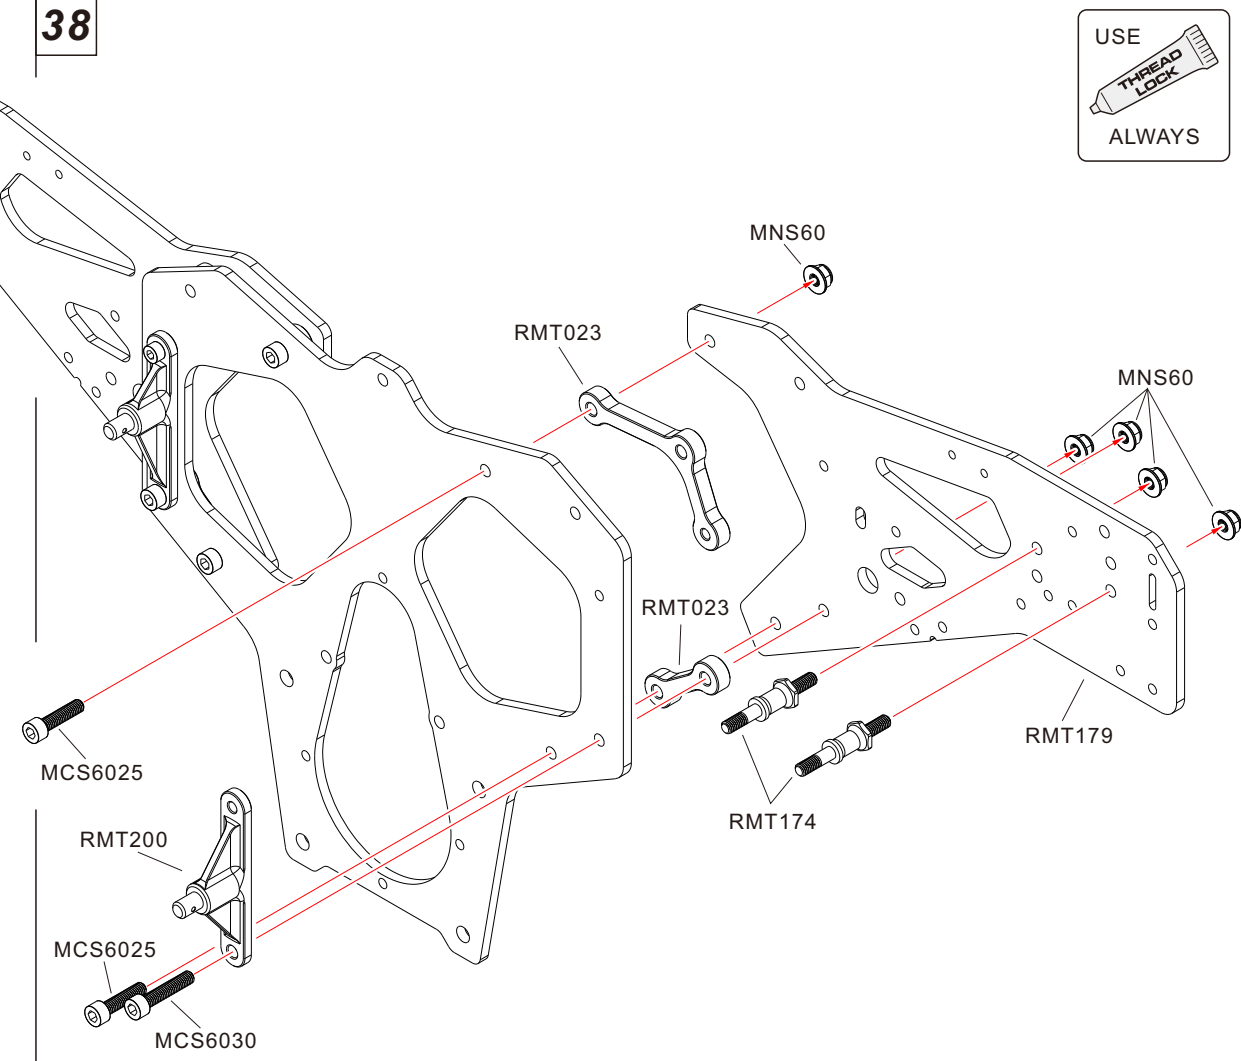 38
USE
THREAD
LOCK
ALWAYS
MNS60
RMT023
MNS60
RMT023
RMT179
MCS6025
RMT174
RMT200
MCS6025
MCS6030